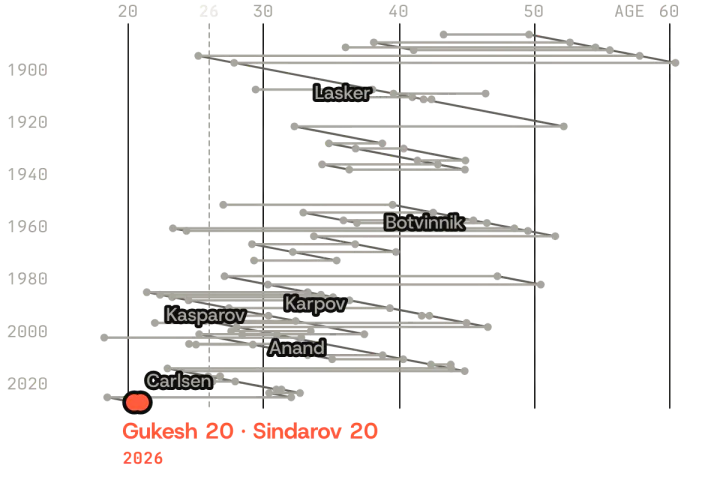 20 26 30 40 50 AGE 60
1900
Lasker
1920
1940
Botvinnik
1960
1980
Karpov
Kasparov
2000
Anand
Carlsen
2020
Gukesh 20 · Sindarov 20
2026